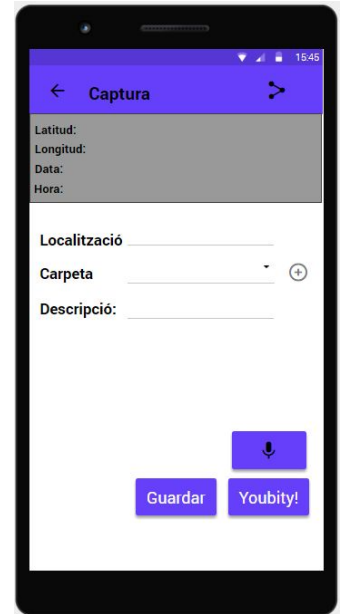 15:45
Captura
Latitud:
Longitud:
Data:
Hora:
Localització
Carpeta
Descripció:
Guardar Youbity!